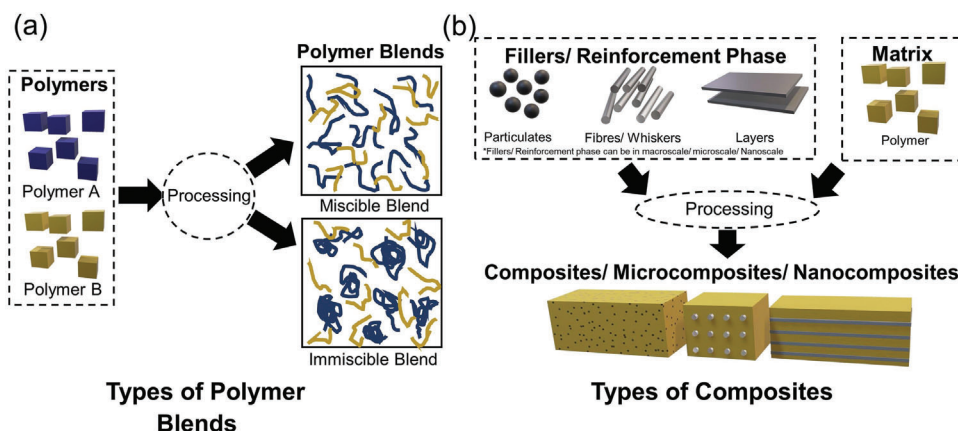 (a)
Polymers
Polymer A
Polymer B
Processing
Polymer Blends
Miscible Blend
Immiscible Blend
Types of Polymer
Blends
(b)
Fillers/ Reinforcement Phase
Particulates
Fibres/ Whiskers
Layers
*Fillers/ Reinforcement phase can be in macroscale/ microscale/ Nanoscale
Matrix
Polymer
Processing
Composites/ Microcomposites/ Nanocomposites
Types of Composites